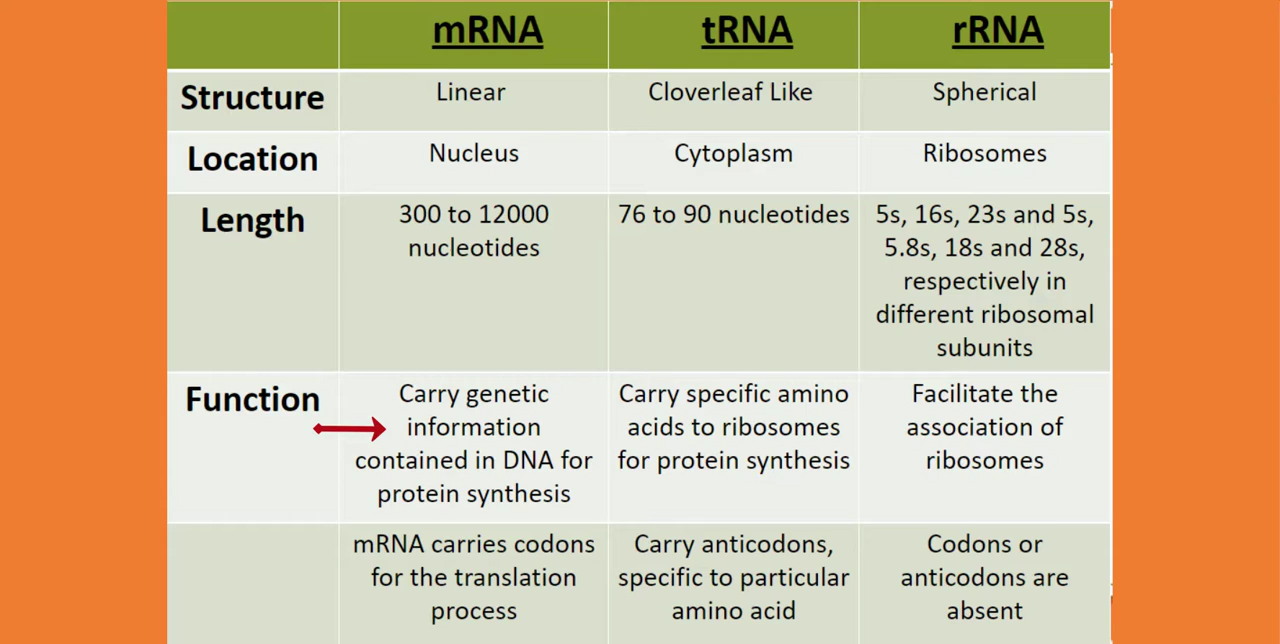 mRNA tRNA rRNA
Structure Linear Cloverleaf Like Spherical
Location Nucleus Cytoplasm Ribosomes
Length 300 to 12000 76 to 90 nucleotides 5s, 16s, 23s and 5s,
nucleotides 5.8s, 18s and 28s,
respectively in
different ribosomal
subunits
Function Carry genetic Carry specific amino Facilitate the
information acids to ribosomes association of
contained in DNA for for protein synthesis ribosomes
protein synthesis
mRNA carries codons Carry anticodons, Codons or
for the translation specific to particular anticodons are
process amino acid absent